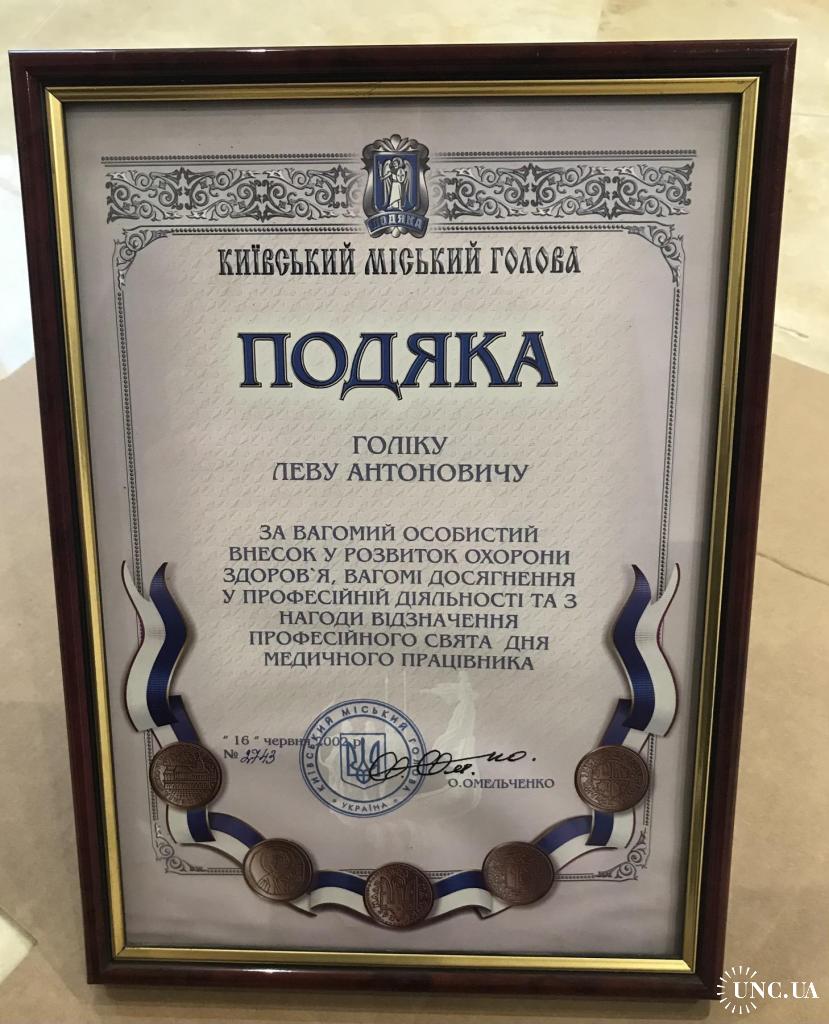 ПОДЯКА
КИЇВСЬКИЙ МІСЬКИЙ ГОЛОВА
ПОДЯКА
ГОЛІКУ
ЛЕВУ АНТОНОВИЧУ
ЗА ВАГОМИЙ ОСОБИСТИЙ
ВНЕСОК У РОЗВИТОК ОХОРОНИ
ЗДОРОВ`Я, ВАГОМІ ДОСЯГНЕННЯ
У ПРОФЕСІЙНІЙ ДІЯЛЬНОСТІ ТА З
НАГОДИ ВІДЗНАЧЕННЯ
ПРОФЕСІЙНОГО СВЯТА ДНЯ
МЕДИЧНОГО ПРАЦІВНИКА
КИЇВСЬКИЙ МІСЬКИЙ ГОЛОВА
* УКРАЇНА *
" 16 " червня 2002 р.
№ 2743
О.ОМЕЛЬЧЕНКО
UNC.UA